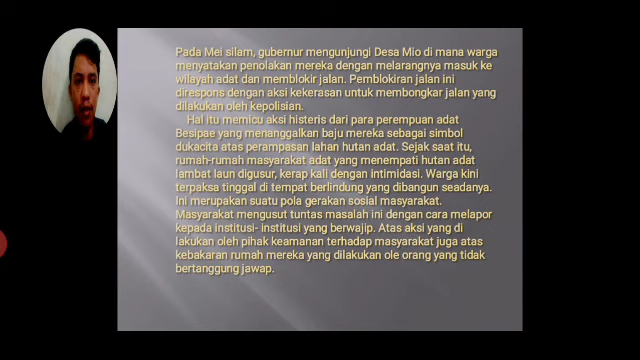 Pada Mei silam, gubernur mengunjungi Desa Mio di mana warga
menyatakan penolakan mereka dengan melarangnya masuk ke
wilayah adat dan memblokir jalan. Pemblokiran jalan ini
direspons dengan aksi kekerasan untuk membongkar jalan yang
dilakukan oleh kepolisian.
Hal itu memicu aksi histeris dari para perempuan adat
Besipae yang menanggalkan baju mereka sebagai simbol
dukacita atas perampasan lahan hutan adat. Sejak saat itu,
rumah-rumah masyarakat adat yang menempati hutan adat
lambat laun digusur, kerap kali dengan intimidasi. Warga kini
terpaksa tinggal di tempat berlindung yang dibangun seadanya.
Ini merupakan suatu pola gerakan sosial masyarakat.
Masyarakat mengusut tuntas masalah ini dengan cara melapor
kepada institusi- institusi yang berwajip. Atas aksi yang di
lakukan oleh pihak keamanan terhadap masyarakat juga atas
kebakaran rumah mereka yang dilakukan ole orang yang tidak
bertanggung jawap.